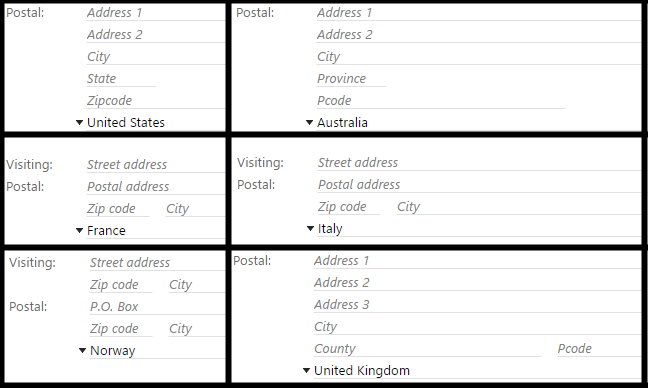 Postal: Address 1
Address 2
City
State
Zipcode
United States
Postal: Address 1
Address 2
City
Province
Pcode
Australia
Visiting: Street address
Postal: Postal address
Zip code City
France
Visiting: Street address
Postal: Postal address
Zip code City
Italy
Visiting: Street address
Zip code City
Postal: P.O. Box
Zip code City
Norway
Postal: Address 1
Address 2
Address 3
City
County Pcode
United Kingdom